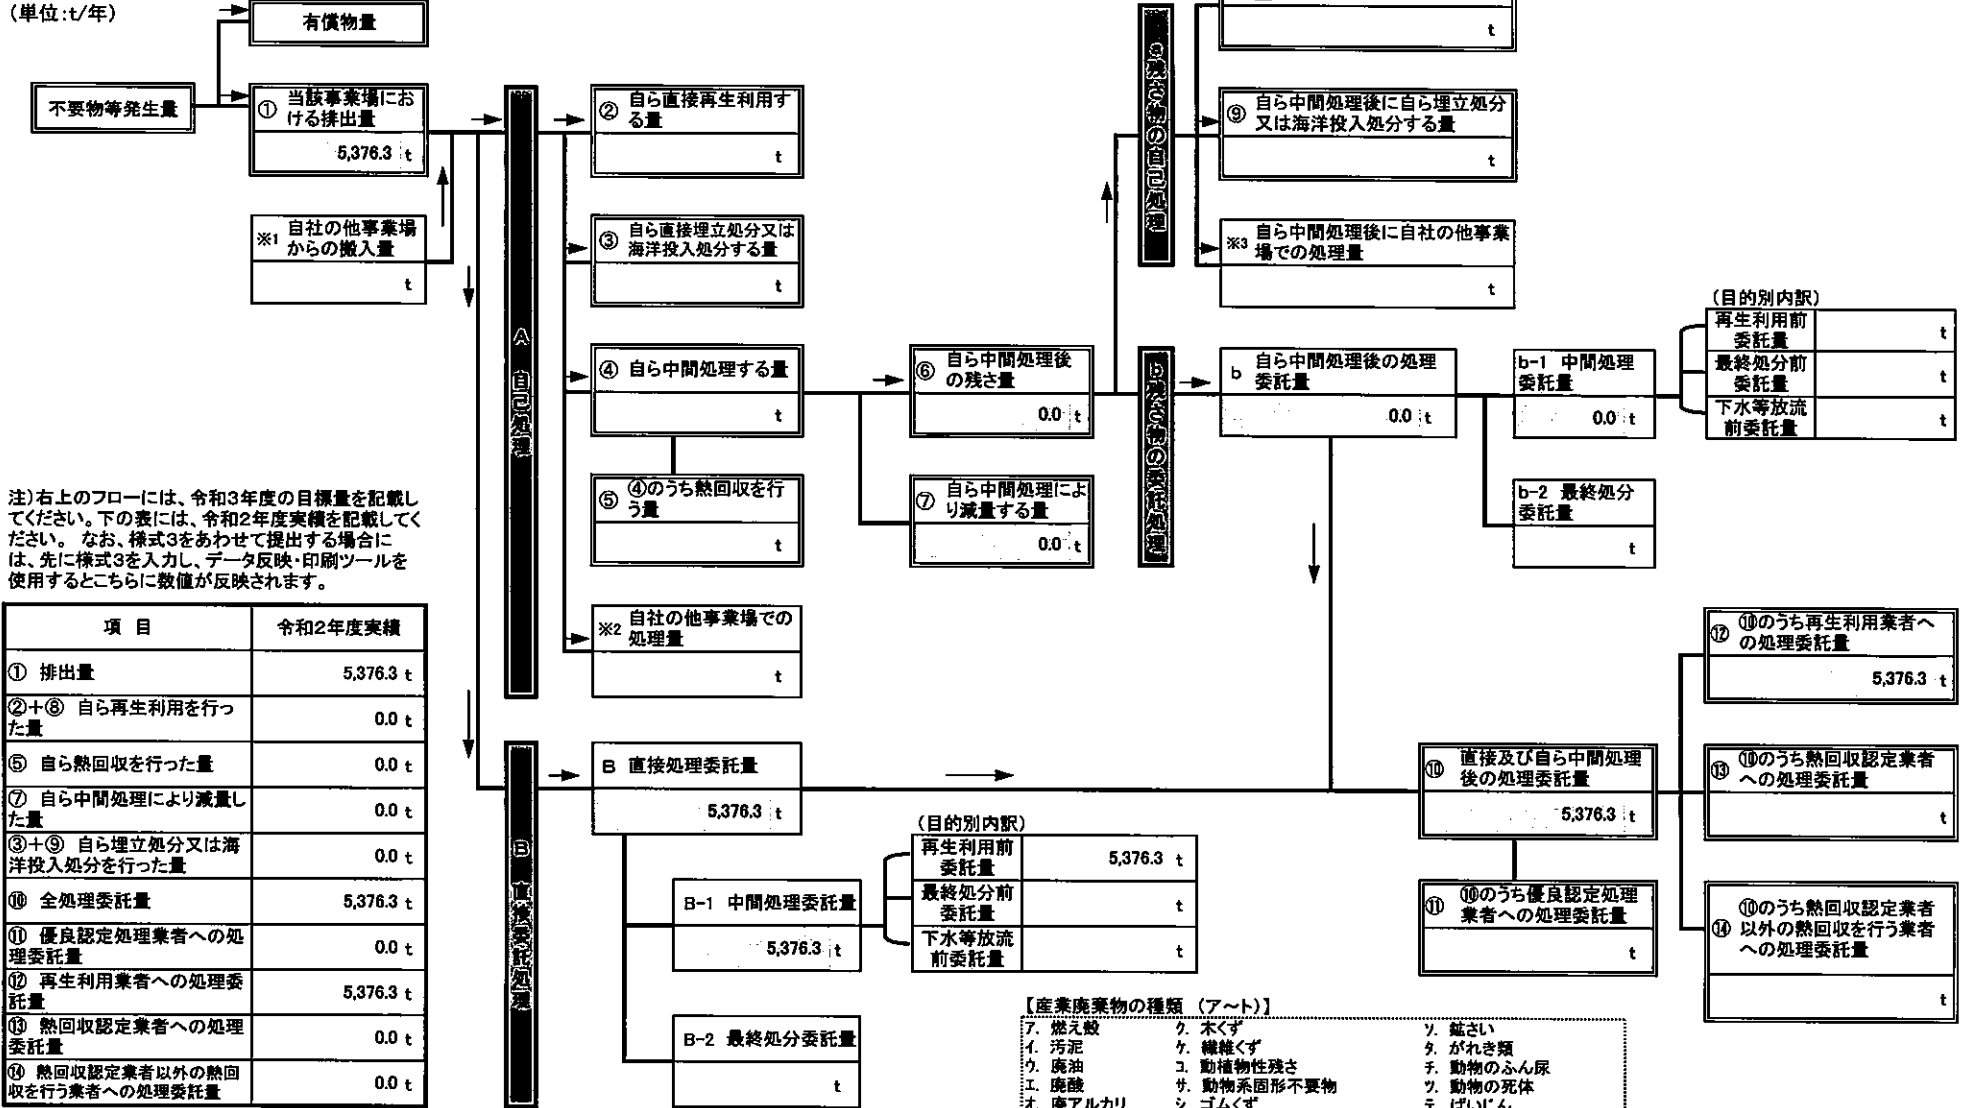 (単位:t/年)
有償物量
不要物等発生量
① 当該事業場にお
ける排出量
5,376.3 t
※1 自社の他事業場
からの搬入量
t
A 自己処理
② 自ら直接再生利用す
る量
t
③ 自ら直接埋立処分又は
海洋投入処分する量
t
④ 自ら中間処理する量
t
⑤ ④のうち熱回収を行
う量
t
※2 自社の他事業場での
処理量
t
⑥ 自ら中間処理後
の残さ量
0.0 t
⑦ 自ら中間処理によ
り減量する量
0.0 t
a残さ物の自己処理
t
⑨ 自ら中間処理後に自ら埋立処分
又は海洋投入処分する量
t
※3 自ら中間処理後に自社の他事業
場での処理量
t
b残さ物の委託処理
b 自ら中間処理後の処理
委託量
0.0 t
b-1 中間処理
委託量
0.0 t
b-2 最終処分
委託量
t
(目的別内訳)
再生利用前
委託量
t
最終処分前
委託量
t
下水等放流
前委託量
t
注)右上のフローには、令和3年度の目標量を記載し
てください。下の表には、令和2年度実績を記載してく
ださい。 なお、様式3をあわせて提出する場合に
は、先に様式3を入力し、データ反映・印刷ツールを
使用するとこちらに数値が反映されます。
項 目 令和2年度実績
① 排出量 5,376.3 t
②+⑧ 自ら再生利用を行っ
た量 0.0 t
⑤ 自ら熱回収を行った量 0.0 t
⑦ 自ら中間処理により減量し
た量 0.0 t
③+⑨ 自ら埋立処分又は海
洋投入処分を行った量 0.0 t
⑩ 全処理委託量 5,376.3 t
⑪ 優良認定処理業者への処
理委託量 0.0 t
⑫ 再生利用業者への処理委
託量 5,376.3 t
⑬ 熱回収認定業者への処理
委託量 0.0 t
⑭ 熱回収認定業者以外の熱回
収を行う業者への処理委託量 0.0 t
B 直接委託処理
B 直接処理委託量
5,376.3 t
B-1 中間処理委託量
5,376.3 t
B-2 最終処分委託量
t
(目的別内訳)
再生利用前
委託量
5,376.3 t
最終処分前
委託量
t
下水等放流
前委託量
t
⑩ 直接及び自ら中間処理
後の処理委託量
5,376.3 t
⑪ ⑩のうち優良認定処理
業者への処理委託量
t
⑫ ⑩のうち再生利用業者へ
の処理委託量
5,376.3 t
⑬ ⑩のうち熱回収認定業者
への処理委託量
t
⑭ ⑩のうち熱回収認定業者
以外の熱回収を行う業者
への処理委託量
t
【産業廃棄物の種類 (ア~ト)】
ア. 燃え殻 ク. 木くず ソ. 鉱さい
イ. 汚泥 ケ. 繊維くず タ. がれき類
ウ. 廃油 コ. 動植物性残さ チ. 動物のふん尿
エ. 廃酸 サ. 動物系固形不要物 ツ. 動物の死体
オ. 廃アルカリ シ. ゴムくず テ. ばいじん